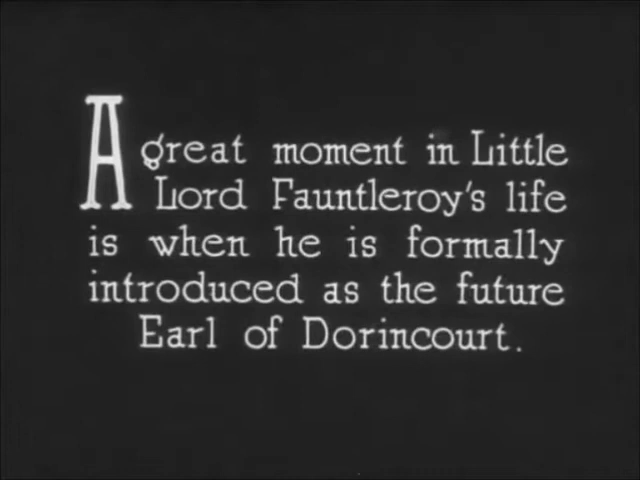 A great moment in Little
Lord Fauntleroy's life
is when he is formally
introduced as the future
Earl of Dorincourt.